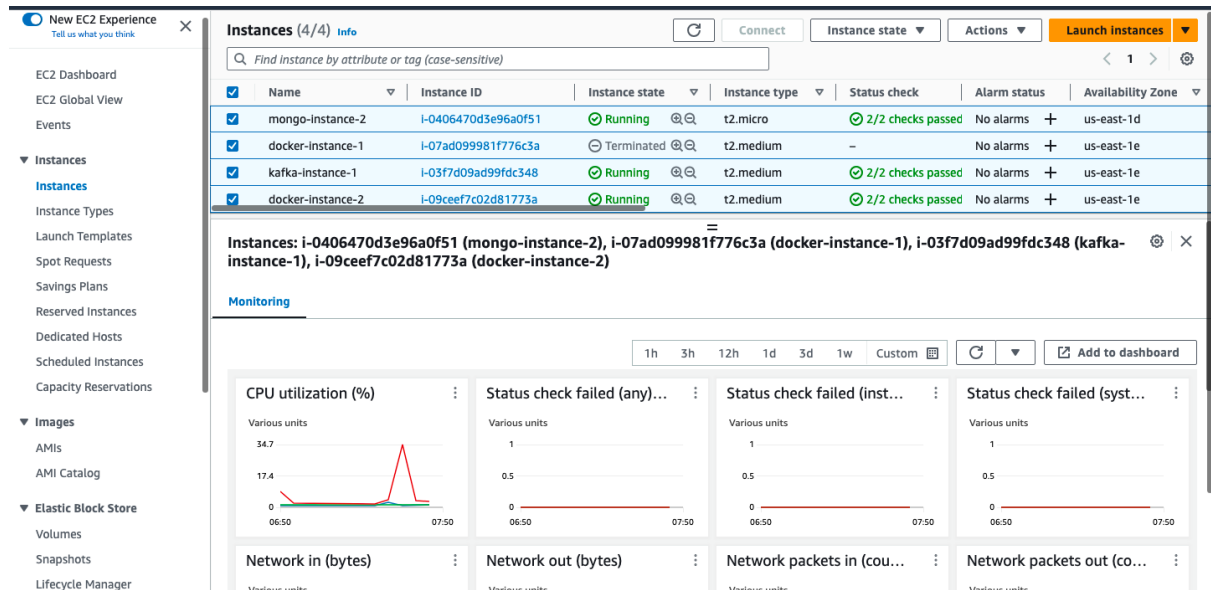 New EC2 Experience
Tell us what you think
EC2 Dashboard
EC2 Global View
Events
Instances
Instances
Instance Types
Launch Templates
Spot Requests
Savings Plans
Reserved Instances
Dedicated Hosts
Scheduled Instances
Capacity Reservations
Images
AMIs
AMI Catalog
Elastic Block Store
Volumes
Snapshots
Lifecycle Manager
Instances (4/4) Info
Connect Instance state Actions Launch instances
Find instance by attribute or tag (case-sensitive) 1
Name Instance ID Instance state Instance type Status check Alarm status Availability Zone
mongo-instance-2 i-0406470d3e96a0f51 Running t2.micro 2/2 checks passed No alarms + us-east-1d
docker-instance-1 i-07ad099981f776c3a Terminated t2.medium – No alarms + us-east-1e
kafka-instance-1 i-03f7d09ad99fdc348 Running t2.medium 2/2 checks passed No alarms + us-east-1e
docker-instance-2 i-09ceef7c02d81773a Running t2.medium 2/2 checks passed No alarms + us-east-1e
Instances: i-0406470d3e96a0f51 (mongo-instance-2), i-07ad099981f776c3a (docker-instance-1), i-03f7d09ad99fdc348 (kafka-
instance-1), i-09ceef7c02d81773a (docker-instance-2)
Monitoring
1h 3h 12h 1d 3d 1w Custom Add to dashboard
CPU utilization (%)
Various units
34.7
17.4
0
06:50 07:50
Status check failed (any)...
Various units
1
0.5
0
06:50 07:50
Status check failed (inst...
Various units
1
0.5
0
06:50 07:50
Status check failed (syst...
Various units
1
0.5
0
06:50 07:50
Network in (bytes)
Various units
Network out (bytes)
Various units
Network packets in (cou...
Various units
Network packets out (co...
Various units